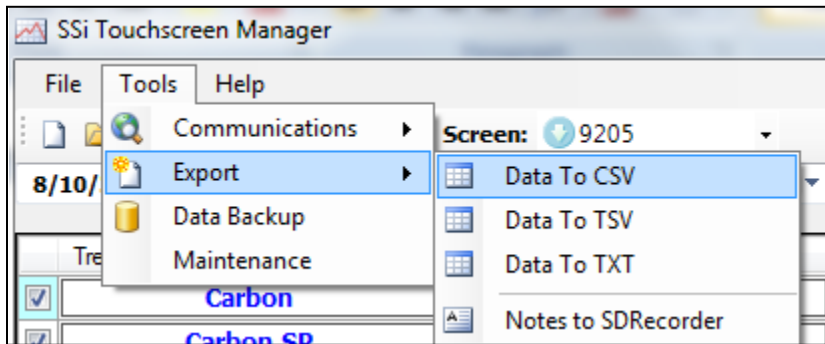 SSi Touchscreen Manager
File Tools Help
Communications Screen: 9205
8/10/ Export Data To CSV
Data Backup Data To TSV
Tre Maintenance Data To TXT
Carbon Notes to SDRecorder
Carbon SP